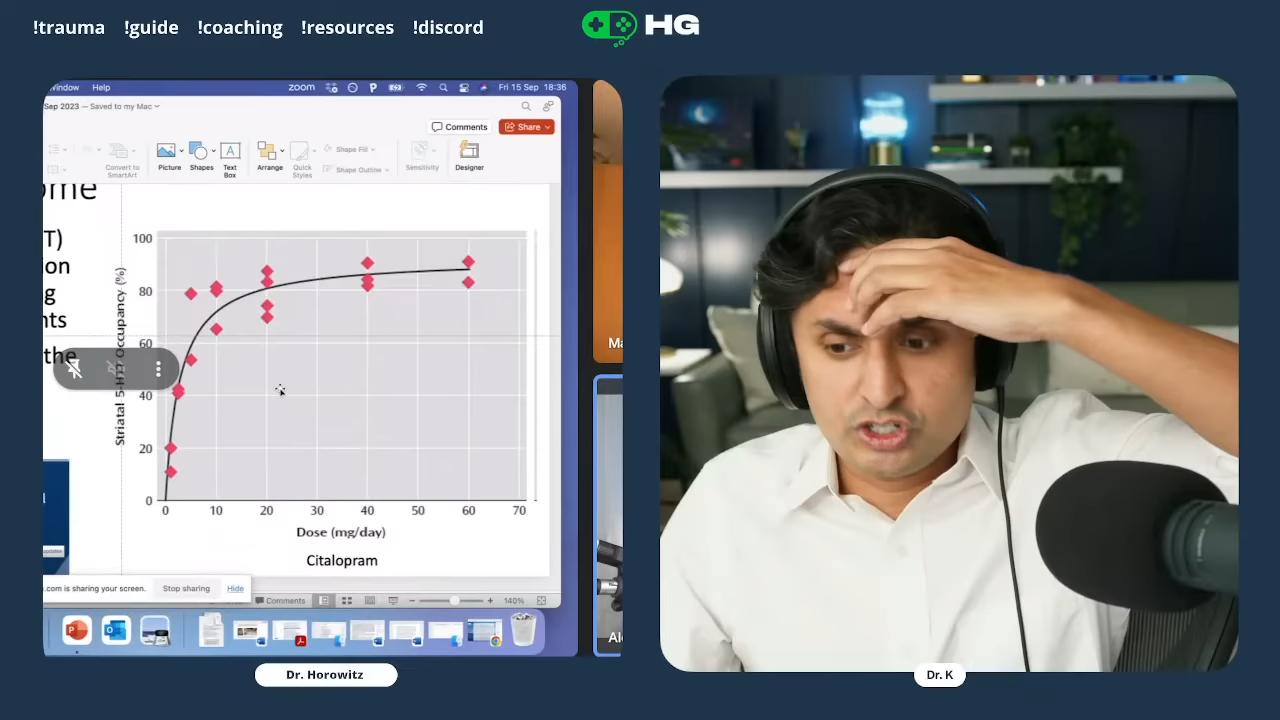 !trauma !guide !coaching !resources !discord
HG
Window Help zoom Fri 15 Sep 18:36
Sep 2023 — Saved to my Mac
Comments Share
Convert to SmartArt
Picture Shapes Text Box Arrange Quick Styles Shape Fill Shape Outline Sensitivity Designer
ome
T)
on
g
nts
the
100
80
60
40
20
0
Striatal 5-HTT Occupancy (%)
0 10 20 30 40 50 60 70
Dose (mg/day)
Citalopram
.com is sharing your screen. Stop sharing Hide
Comments 140%
Ma
Al
Dr. Horowitz
Dr. K